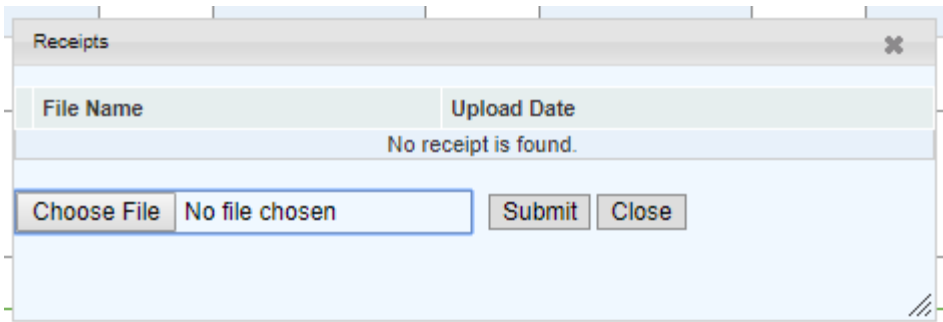 Receipts
File Name Upload Date
No receipt is found.
Choose File No file chosen Submit Close